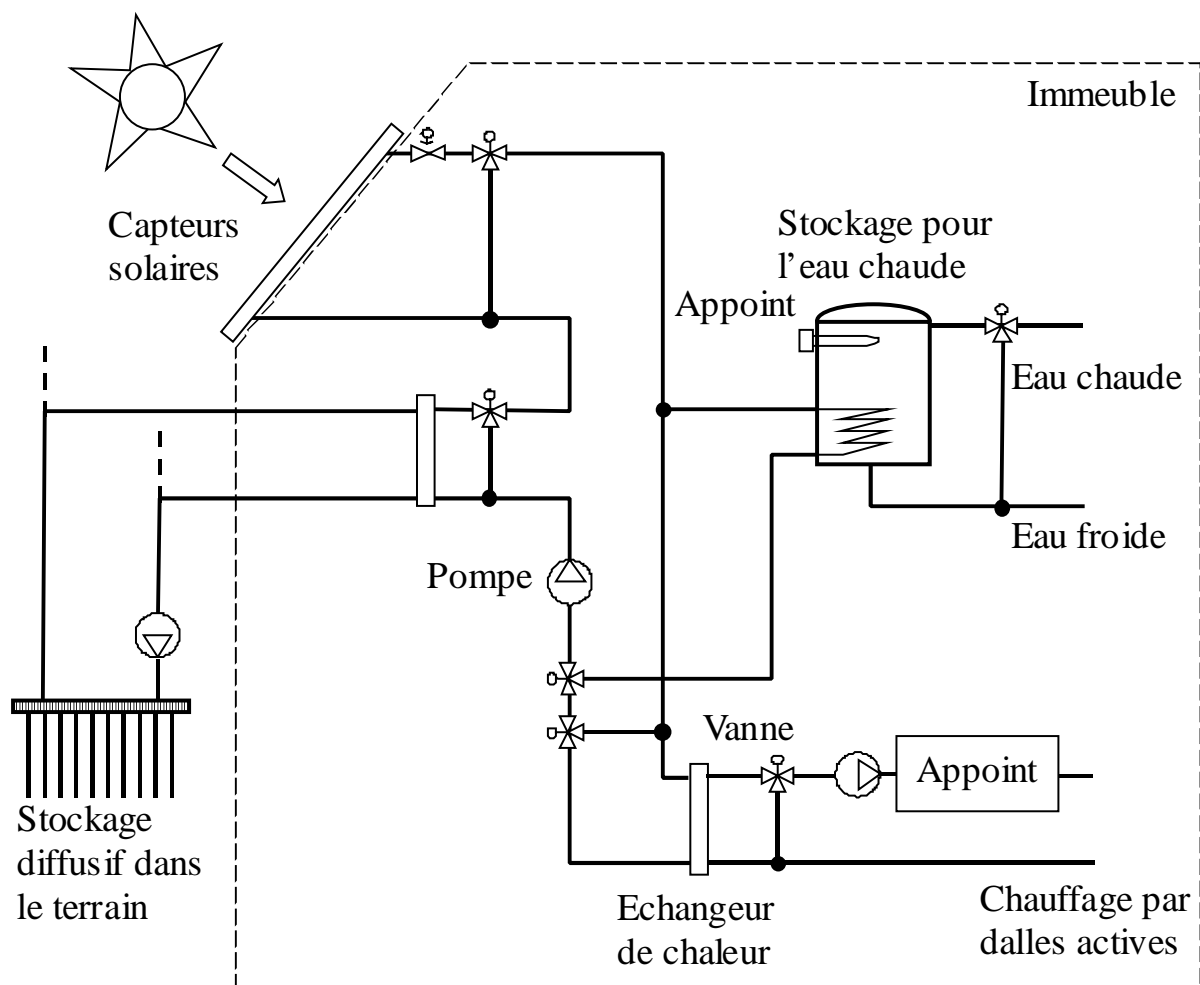 Immeuble
Capteurs
solaires
Stockage pour
l'eau chaude
Appoint
Eau chaude
Eau froide
Pompe
Vanne
Appoint
Stockage
diffusif dans
le terrain
Echangeur
de chaleur
Chauffage par
dalles actives